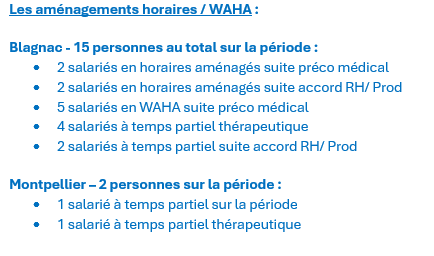 Les aménagements horaires / WAHA :
Blagnac - 15 personnes au total sur la période :
• 2 salariés en horaires aménagés suite préco médical
• 2 salariés en horaires aménagés suite accord RH/ Prod
• 5 salariés en WAHA suite préco médical
• 4 salariés à temps partiel thérapeutique
• 2 salariés à temps partiel suite accord RH/ Prod
Montpellier – 2 personnes sur la période :
• 1 salarié à temps partiel sur la période
• 1 salarié à temps partiel thérapeutique